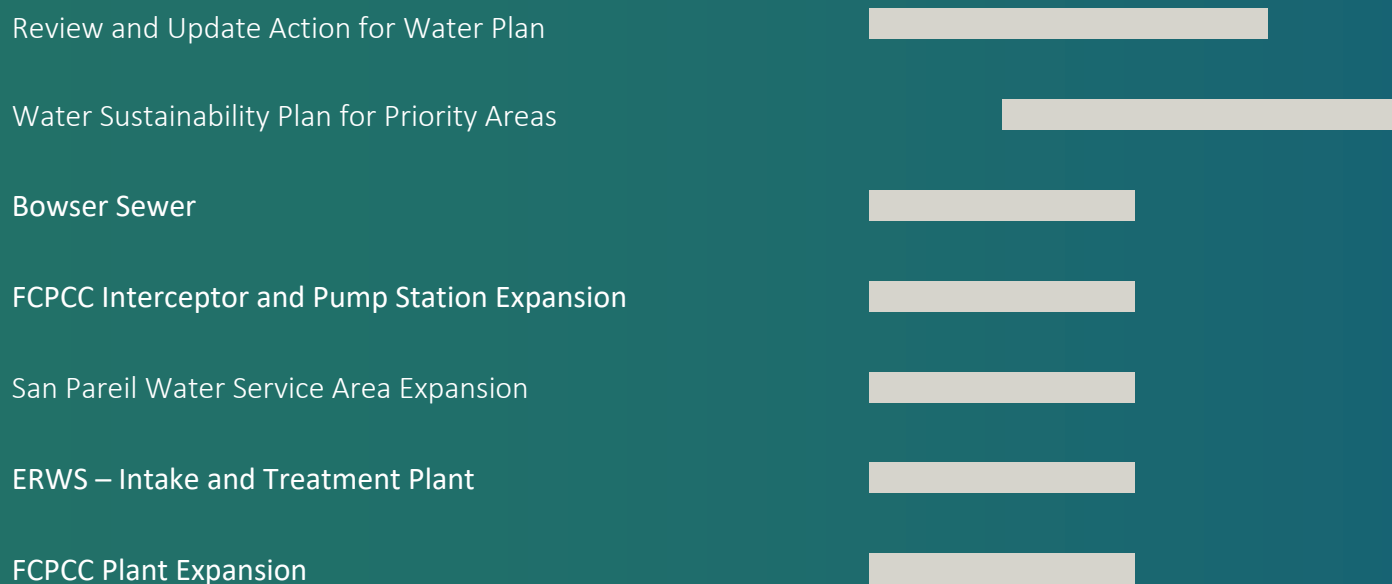 Review and Update Action for Water Plan
Water Sustainability Plan for Priority Areas
Bowser Sewer
FCPCC Interceptor and Pump Station Expansion
San Pareil Water Service Area Expansion
ERWS – Intake and Treatment Plant
FCPCC Plant Expansion